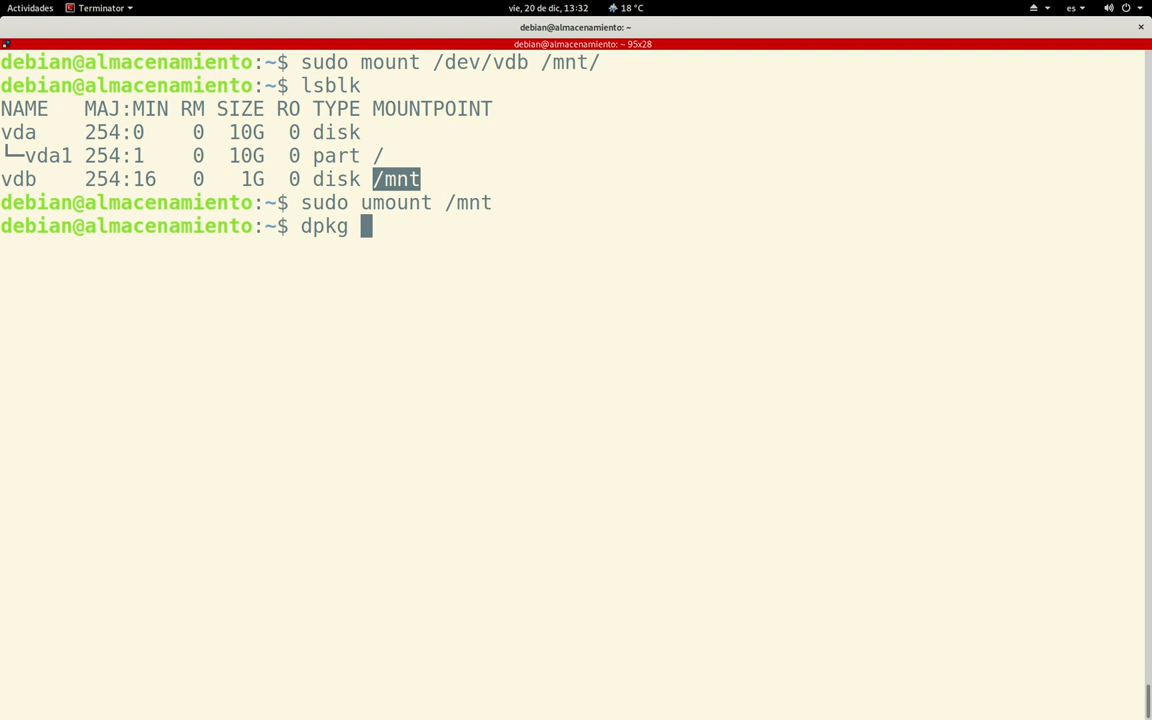 Actividades Terminator vie, 20 de dic, 13:32 18 °C es
debian@almacenamiento: ~
debian@almacenamiento: ~ 95x28
debian@almacenamiento:~$ sudo mount /dev/vdb /mnt/
debian@almacenamiento:~$ lsblk
NAME   MAJ:MIN RM SIZE RO TYPE MOUNTPOINT
vda    254:0    0  10G  0 disk
└─vda1 254:1    0  10G  0 part /
vdb    254:16   0   1G  0 disk /mnt
debian@almacenamiento:~$ sudo umount /mnt
debian@almacenamiento:~$ dpkg